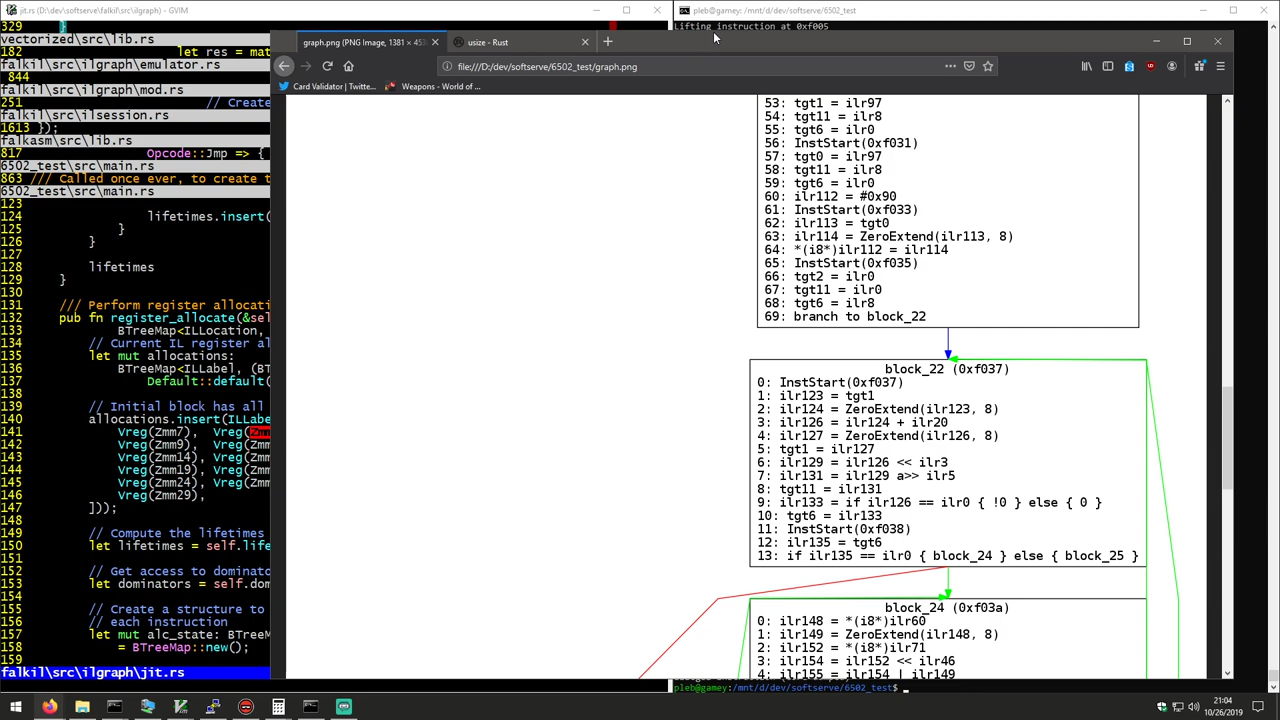 jit.rs (D:\dev\softserve\falkil\src\ilgraph) - GVIM
pleb@gamey: /mnt/d/dev/softserve/6502_test
329 }
vectorized\src\lib.rs
182 let res = mat
falkil\src\ilgraph\emulator.rs
844
falkil\src\ilgraph\mod.rs
251 // Create
falkil\src\ilsession.rs
1613 });
falkasm\src\lib.rs
817 Opcode::Jmp => {
6502_test\src\main.rs
863 /// Called once ever, to create t
6502_test\src\main.rs
123
124 lifetimes.insert(
125 }
126 }
127
128 lifetimes
129 }
130
131 /// Perform register allocati
132 pub fn register_allocate(&se
133 BTreeMap<ILLocation,
134 // Current IL register al
135 let mut allocations:
136 BTreeMap<ILLabel, (B
137 Default::default(
138
139 // Initial block has all
140 allocations.insert(ILLabe
141 Vreg(Zmm7), Vreg(Zmm
142 Vreg(Zmm9), Vreg(Zmm
143 Vreg(Zmm14), Vreg(Zmm
144 Vreg(Zmm19), Vreg(Zmm
145 Vreg(Zmm24), Vreg(Zmm
146 Vreg(Zmm29),
147 ]));
148
149 // Compute the lifetimes
150 let lifetimes = self.life
151
152 // Get access to dominato
153 let dominators = self.dom
154
155 // Create a structure to
156 // each instruction
157 let mut alc_state: BTreeM
158 = BTreeMap::new();
159
falkil\src\ilgraph\jit.rs
Lifting instruction at 0xf005
graph.png (PNG Image, 1381 × 453
usize - Rust
file:///D:/dev/softserve/6502_test/graph.png
Card Validator | Twitte...
Weapons - World of ...
53: tgt1 = ilr97
54: tgt11 = ilr8
55: tgt6 = ilr0
56: InstStart(0xf031)
57: tgt0 = ilr97
58: tgt11 = ilr8
59: tgt6 = ilr0
60: ilr112 = #0x90
61: InstStart(0xf033)
62: ilr113 = tgt0
63: ilr114 = ZeroExtend(ilr113, 8)
64: *(i8*)ilr112 = ilr114
65: InstStart(0xf035)
66: tgt2 = ilr0
67: tgt11 = ilr0
68: tgt6 = ilr8
69: branch to block_22
block_22 (0xf037)
0: InstStart(0xf037)
1: ilr123 = tgt1
2: ilr124 = ZeroExtend(ilr123, 8)
3: ilr126 = ilr124 + ilr20
4: ilr127 = ZeroExtend(ilr126, 8)
5: tgt1 = ilr127
6: ilr129 = ilr126 << ilr3
7: ilr131 = ilr129 a>> ilr5
8: tgt11 = ilr131
9: ilr133 = if ilr126 == ilr0 { !0 } else { 0 }
10: tgt6 = ilr133
11: InstStart(0xf038)
12: ilr135 = tgt6
13: if ilr135 == ilr0 { block_24 } else { block_25 }
block_24 (0xf03a)
0: ilr148 = *(i8*)ilr60
1: ilr149 = ZeroExtend(ilr148, 8)
2: ilr152 = *(i8*)ilr71
3: ilr154 = ilr152 << ilr46
4: ilr155 = ilr154 | ilr149
pleb@gamey:/mnt/d/dev/softserve/6502_test$
21:04
10/26/2019